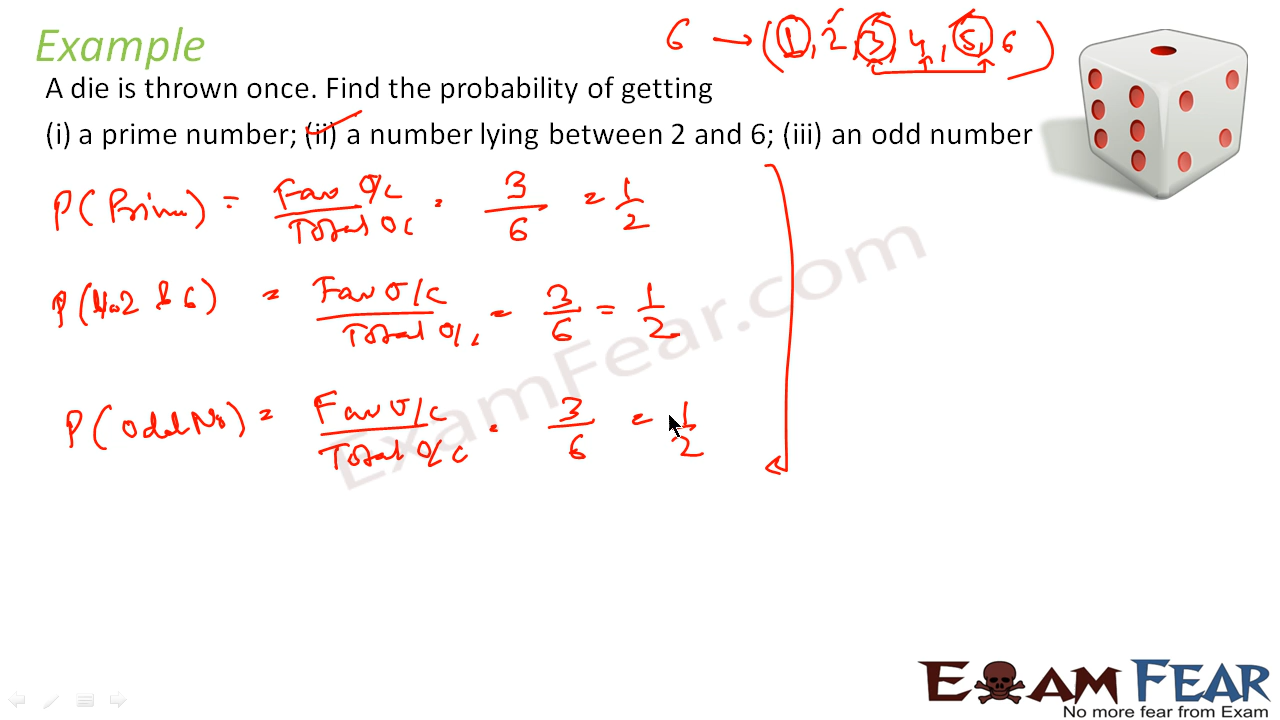 Example
6 → (1, 2, 3, 4, 5, 6)
A die is thrown once. Find the probability of getting
(i) a prime number; (ii) a number lying between 2 and 6; (iii) an odd number
P(Prime) = Fav O/C / Total OC = 3/6 = 1/2
P( 2 & 6) = Fav O/C / Total O/C = 3/6 = 1/2
P(Odd No) = Fav O/C / Total O/C = 3/6 = 1/2
ExamFear.com
EXAM FEAR
No more fear from Exam